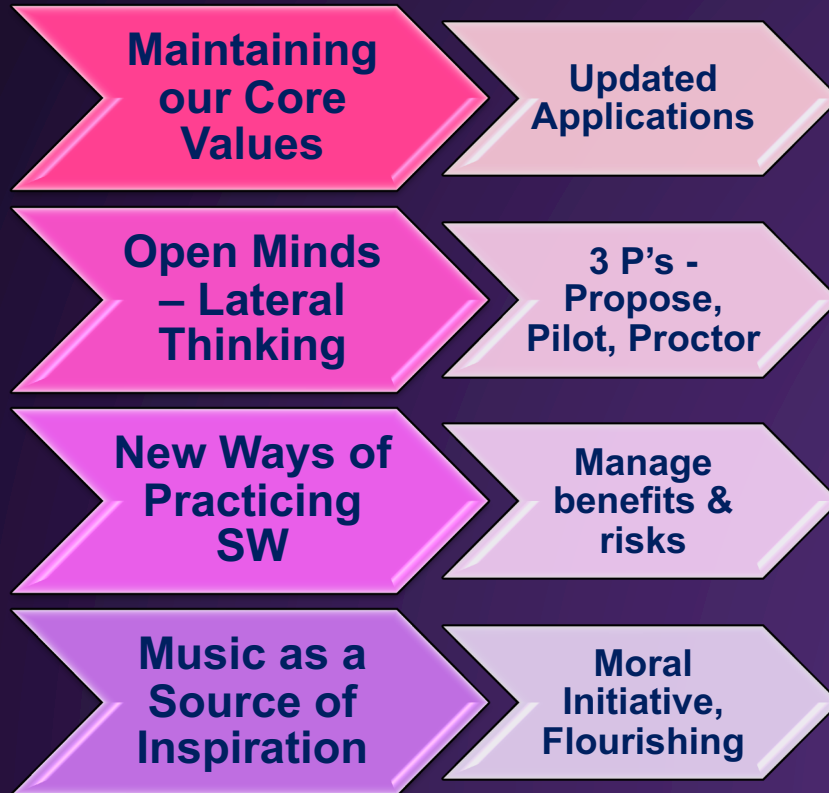 Maintaining
our Core
Values
Updated
Applications
Open Minds
– Lateral
Thinking
3 P’s -
Propose,
Pilot, Proctor
New Ways of
Practicing
SW
Manage
benefits &
risks
Music as a
Source of
Inspiration
Moral
Initiative,
Flourishing